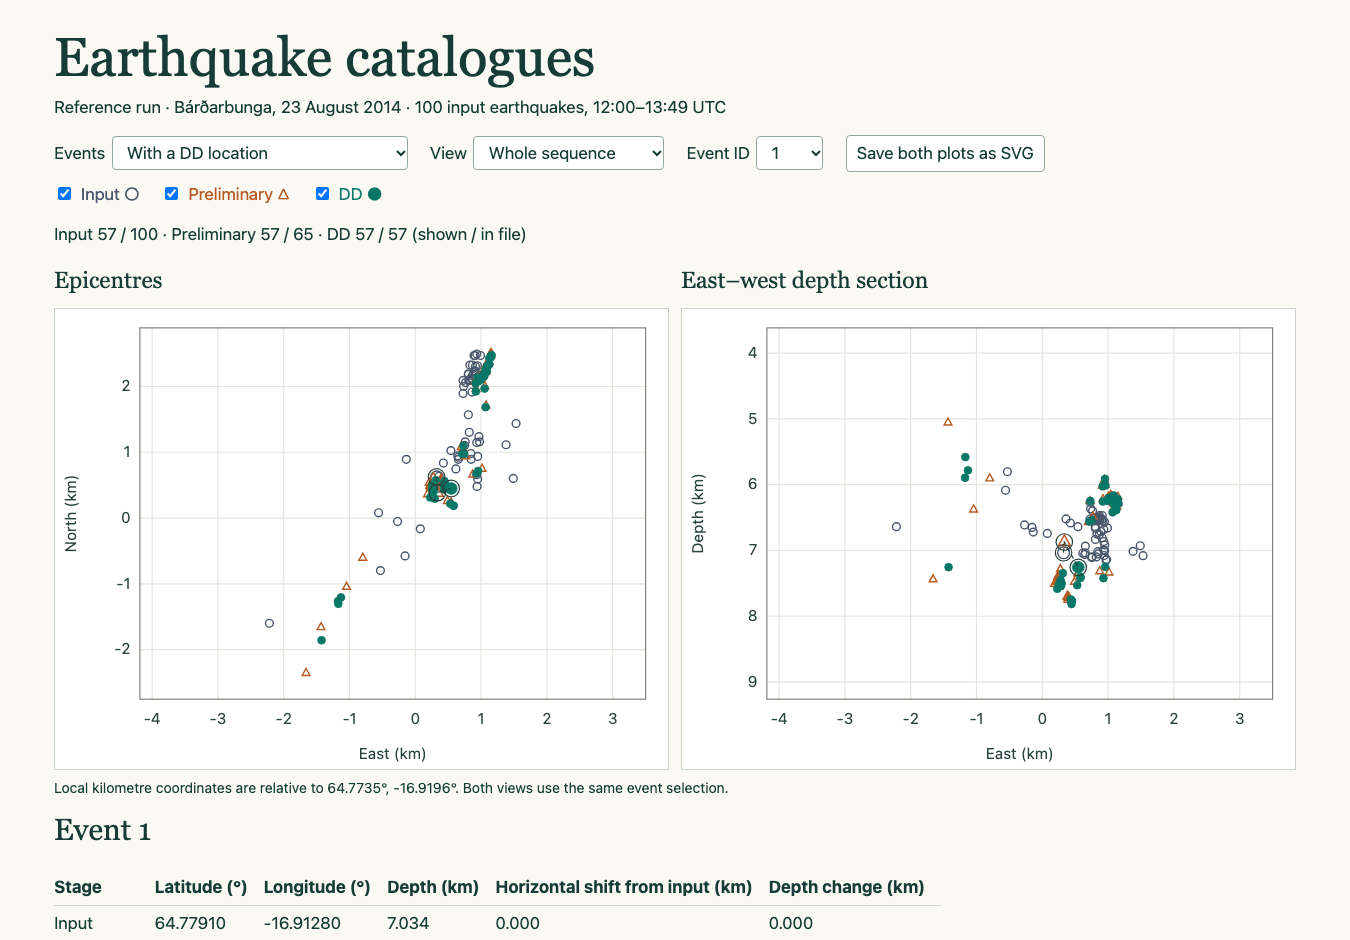 Earthquake catalogues
Reference run · Bárðarbunga, 23 August 2014 · 100 input earthquakes, 12:00–13:49 UTC
Events With a DD location View Whole sequence Event ID 1 Save both plots as SVG
Input Preliminary DD
Input 57 / 100 · Preliminary 57 / 65 · DD 57 / 57 (shown / in file)
Epicentres
2
1
0
-1
-2
North (km)
-4 -3 -2 -1 0 1 2 3
East (km)
East–west depth section
4
5
6
7
8
9
Depth (km)
-4 -3 -2 -1 0 1 2 3
East (km)
Local kilometre coordinates are relative to 64.7735°, -16.9196°. Both views use the same event selection.
Event 1
Stage Latitude (°) Longitude (°) Depth (km) Horizontal shift from input (km) Depth change (km)
Input 64.77910 -16.91280 7.034 0.000 0.000